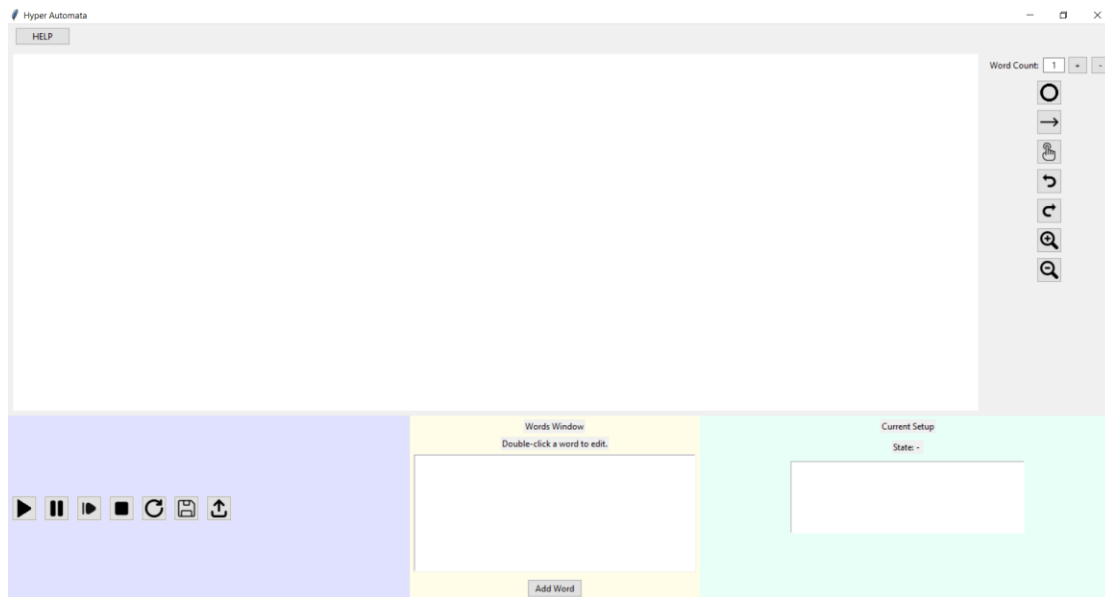 Hyper Automata
HELP
Word Count: 1 + -
Words Window
Double-click a word to edit.
Add Word
Current Setup
State: -